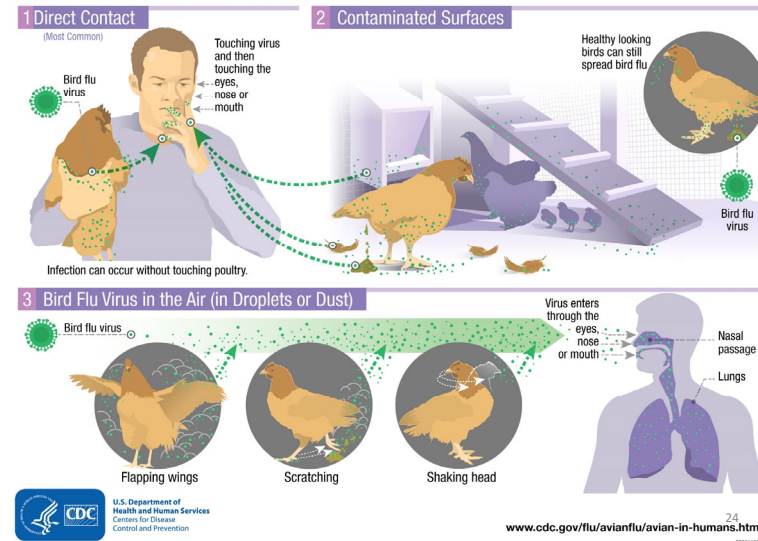 1 Direct Contact
(Most Common)
Bird flu
virus
Touching virus
and then
touching the
eyes,
nose or
mouth
Infection can occur without touching poultry.
2 Contaminated Surfaces
Healthy looking
birds can still
spread bird flu
Bird flu
virus
3 Bird Flu Virus in the Air (in Droplets or Dust)
Bird flu virus
Flapping wings
Scratching
Shaking head
Virus enters
through the
eyes,
nose
or mouth
Nasal
passage
Lungs
CDC
U.S. Department of
Health and Human Services
Centers for Disease
Control and Prevention
24
www.cdc.gov/flu/avianflu/avian-in-humans.htm